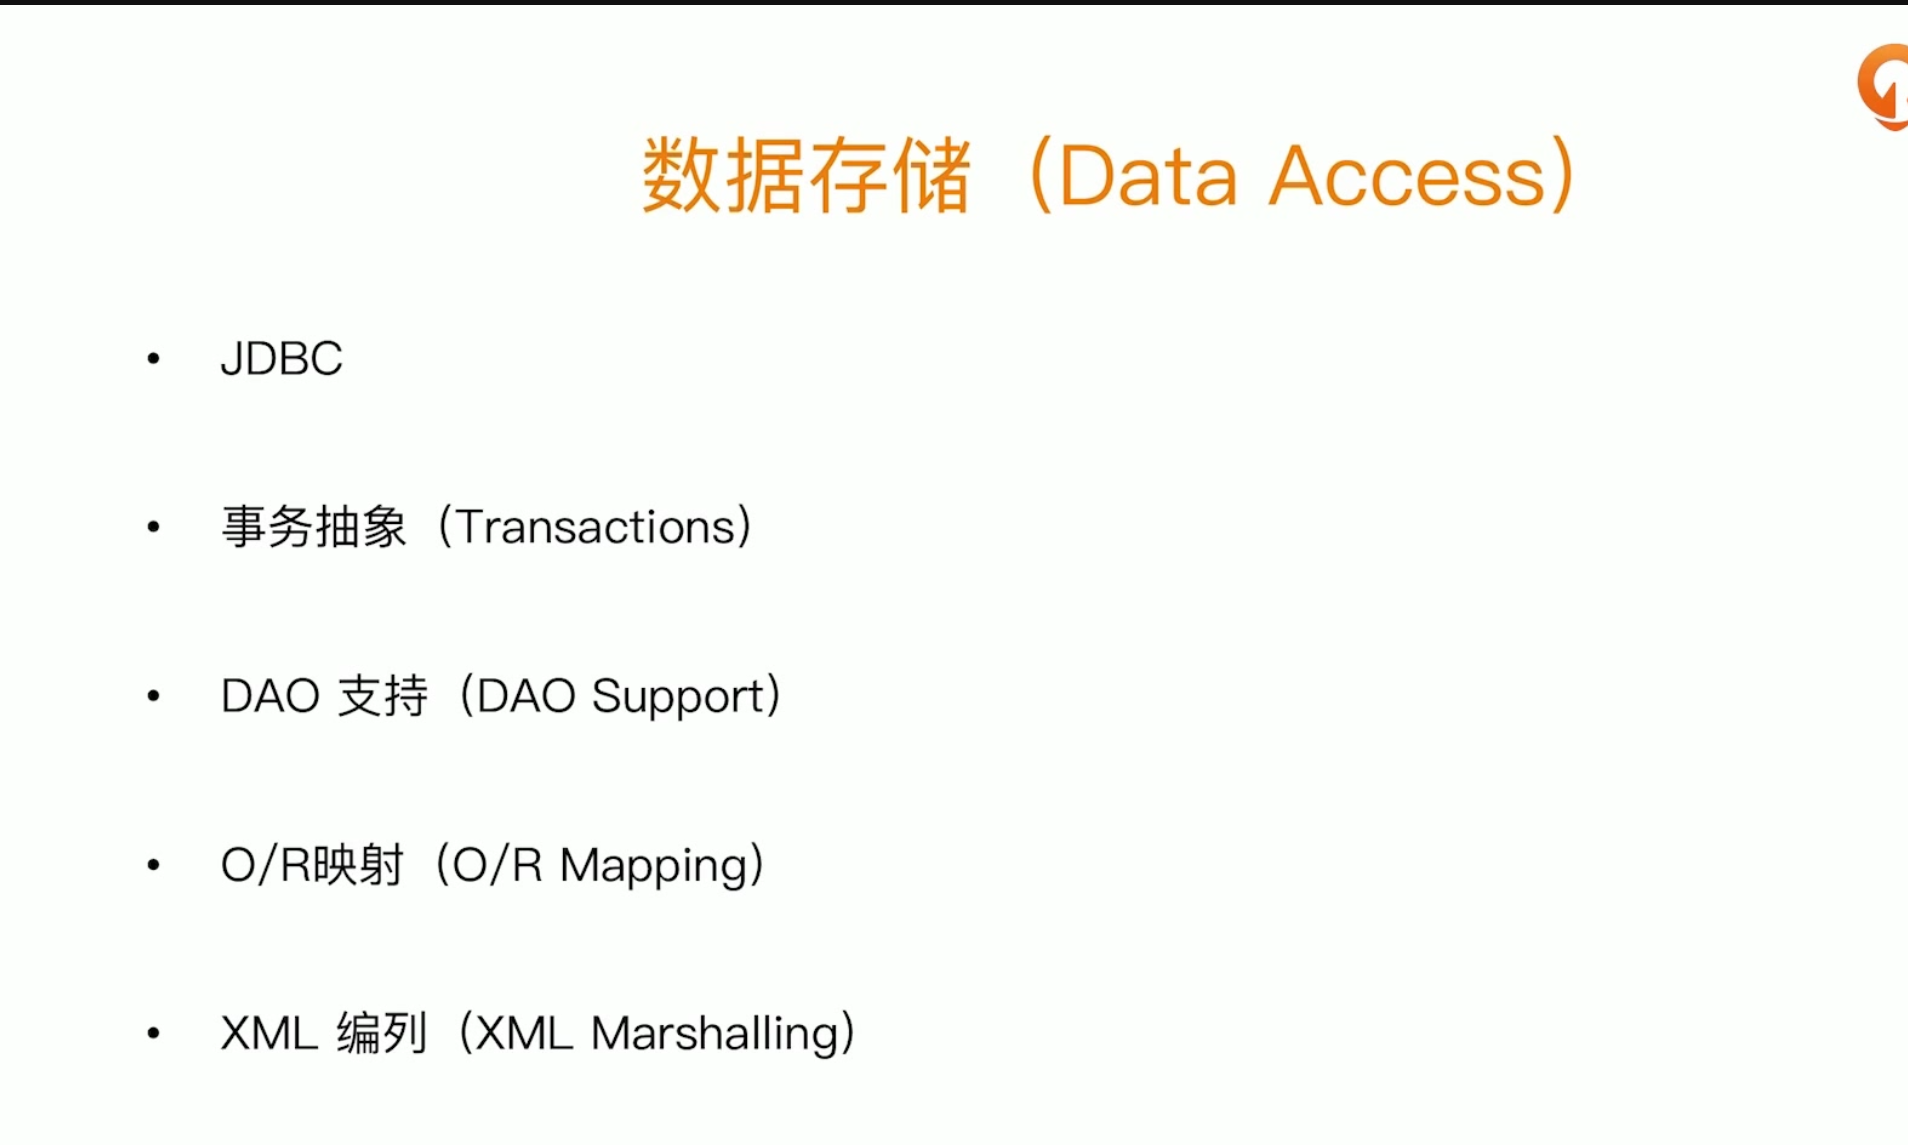 数据存储（Data Access）
• JDBC
• 事务抽象（Transactions）
• DAO 支持（DAO Support）
• O/R映射（O/R Mapping）
• XML 编列（XML Marshalling）